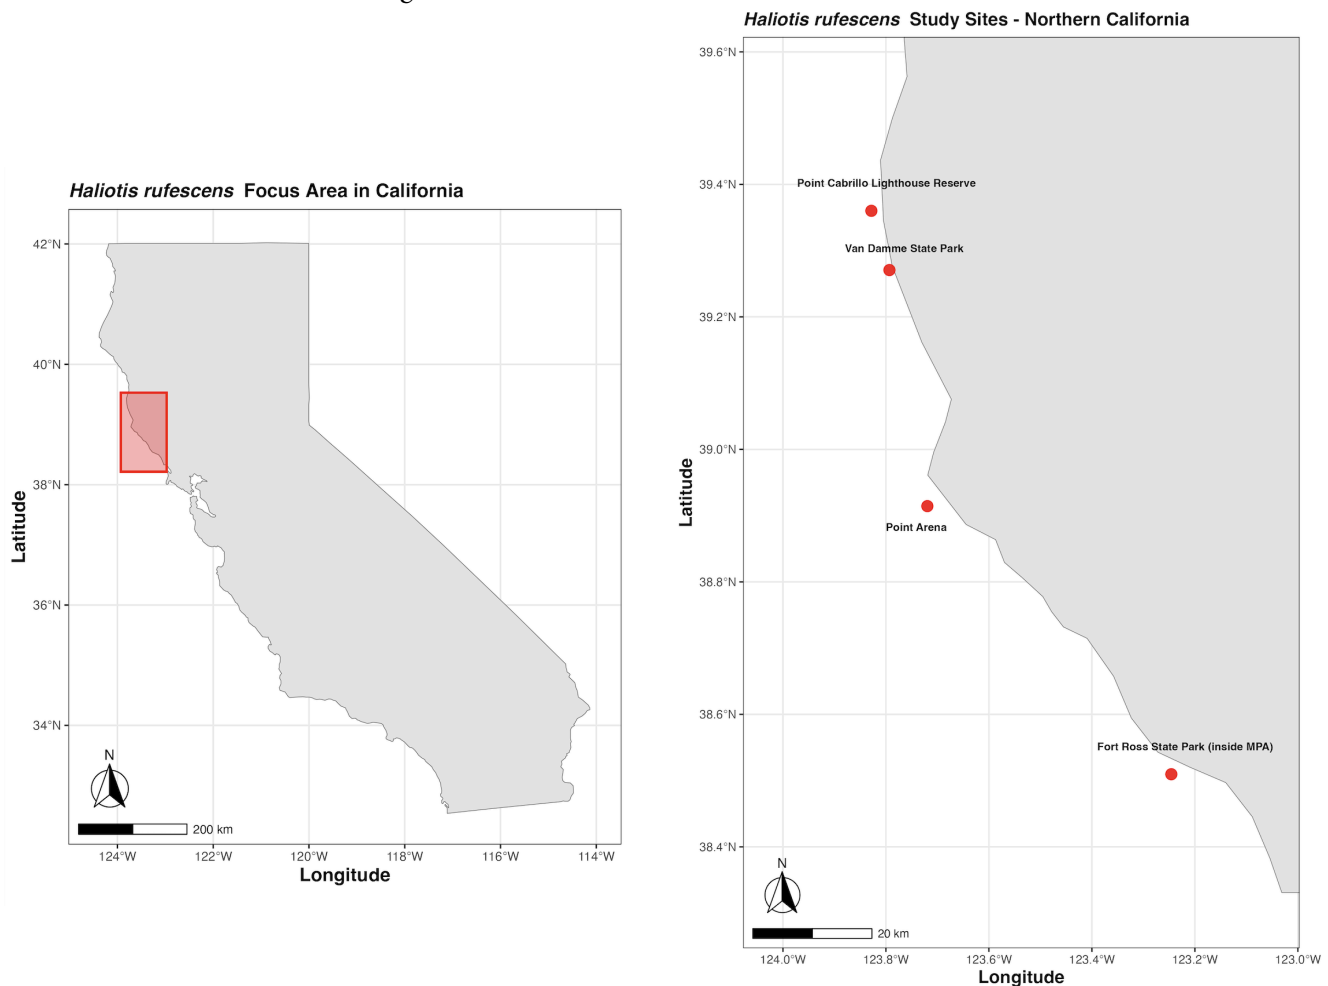 Haliotis rufescens Focus Area in California
42°N
40°N
38°N
36°N
34°N
Latitude
N
200 km
124°W 122°W 120°W 118°W 116°W 114°W
Longitude
Haliotis rufescens Study Sites - Northern California
39.6°N
39.4°N
39.2°N
39.0°N
38.8°N
38.6°N
38.4°N
Latitude
Point Cabrillo Lighthouse Reserve
Van Damme State Park
Point Arena
Fort Ross State Park (inside MPA)
N
20 km
124.0°W 123.8°W 123.6°W 123.4°W 123.2°W 123.0°W
Longitude